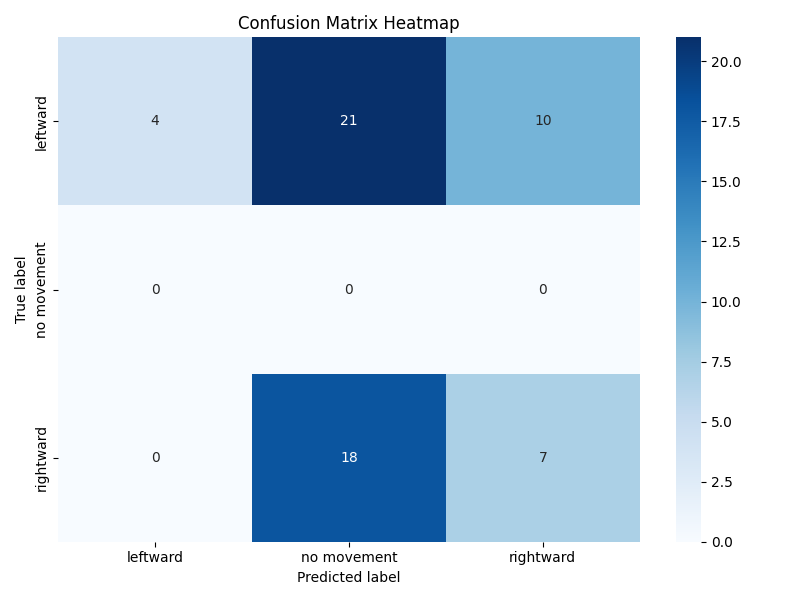 Confusion Matrix Heatmap
leftward
no movement
rightward
True label
4
21
10
0
0
0
0
18
7
leftward
no movement
rightward
Predicted label
20.0
17.5
15.0
12.5
10.0
7.5
5.0
2.5
0.0